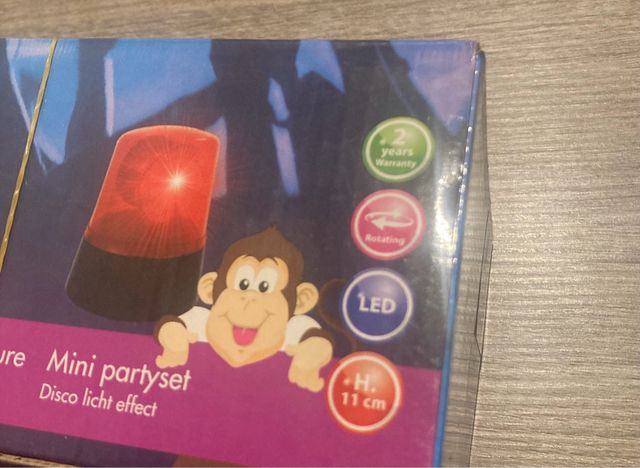 2
years
Warranty
Rotating
LED
H.
11 cm
ure Mini partyset
Disco licht effect